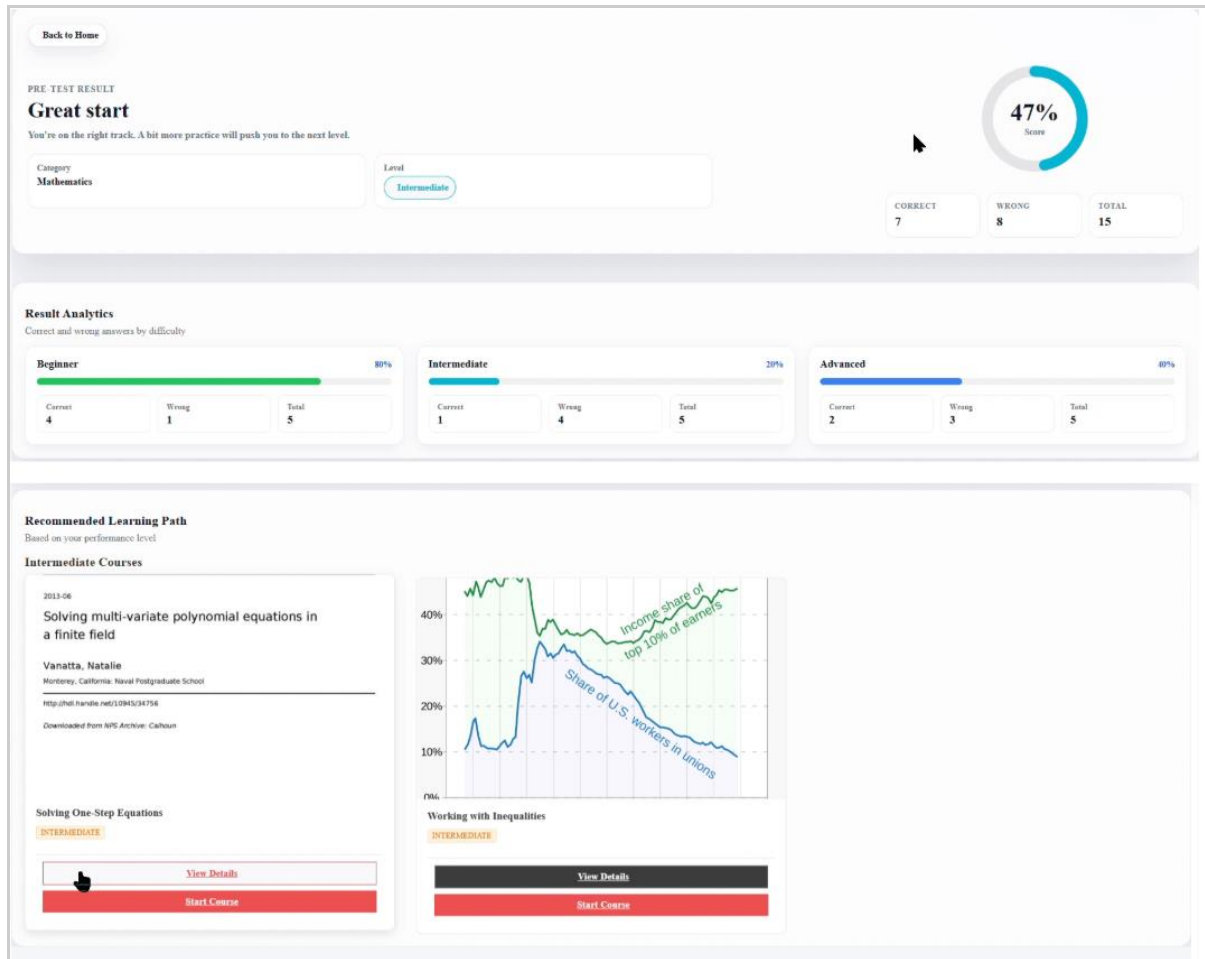 Back to Home
PRE-TEST RESULT
Great start
You're on the right track. A bit more practice will push you to the next level.
Category
Mathematics
Level
Intermediate
47%
Score
CORRECT
7
WRONG
8
TOTAL
15
Result Analytics
Correct and wrong answers by difficulty
Beginner
80%
Correct
4
Wrong
1
Total
5
Intermediate
20%
Correct
1
Wrong
4
Total
5
Advanced
40%
Correct
2
Wrong
3
Total
5
Recommended Learning Path
Based on your performance level
Intermediate Courses
2013-06
Solving multi-variate polynomial equations in
a finite field
Vanatta, Natalie
Monterey, California: Naval Postgraduate School
http://hdl.handle.net/10945/34756
Downloaded from NPS Archive: Calhoun
Solving One-Step Equations
INTERMEDIATE
View Details
Start Course
40%
30%
20%
10%
0%
Income share of
top 10% of earners
Share of U.S. workers in unions
Working with Inequalities
INTERMEDIATE
View Details
Start Course